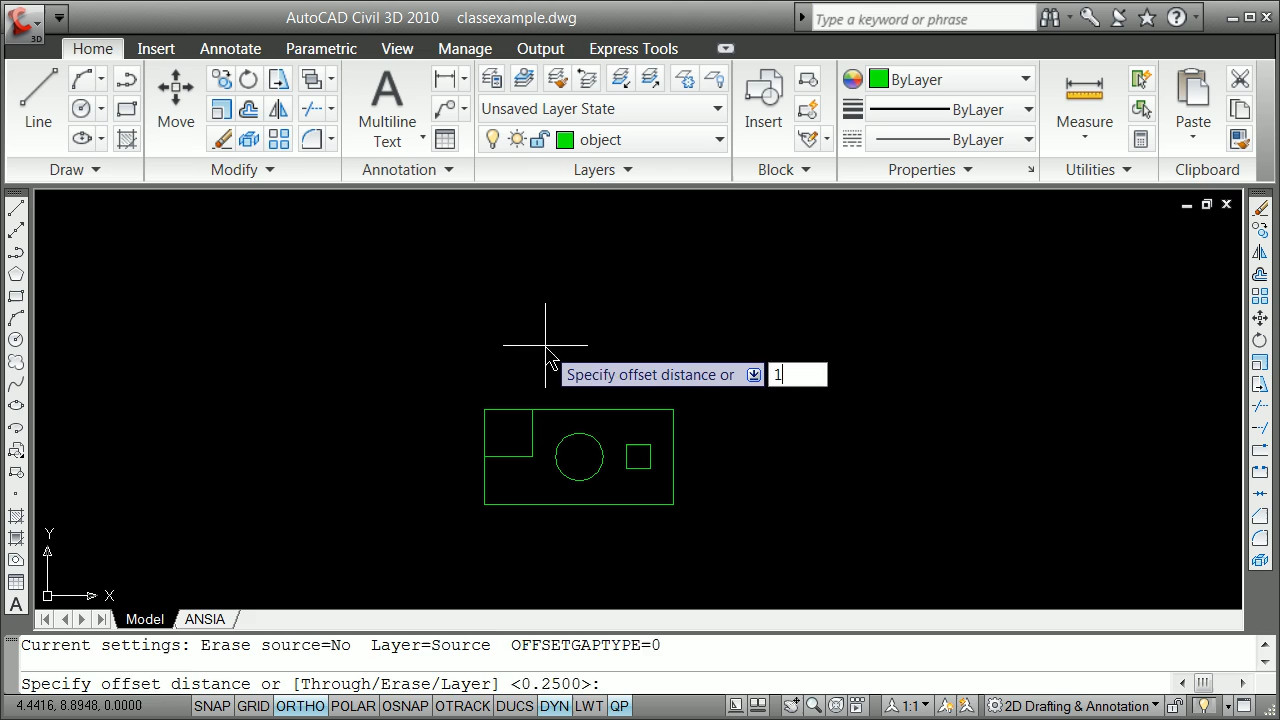 AutoCAD Civil 3D 2010 classexample.dwg
Type a keyword or phrase
3D
Home Insert Annotate Parametric View Manage Output Express Tools
Line
Move
Multiline
Text
Unsaved Layer State
object
Insert
ByLayer
ByLayer
ByLayer
Measure
Paste
Draw Modify Annotation Layers Block Properties Utilities Clipboard
Specify offset distance or 1
Y
X
A
Model ANSIA
Current settings: Erase source=No Layer=Source OFFSETGAPTYPE=0
Specify offset distance or [Through/Erase/Layer] <0.2500>:
4.4416, 8.8948, 0.0000 SNAP GRID ORTHO POLAR OSNAP OTRACK DUCS DYN LWT QP 1:1 2D Drafting & Annotation